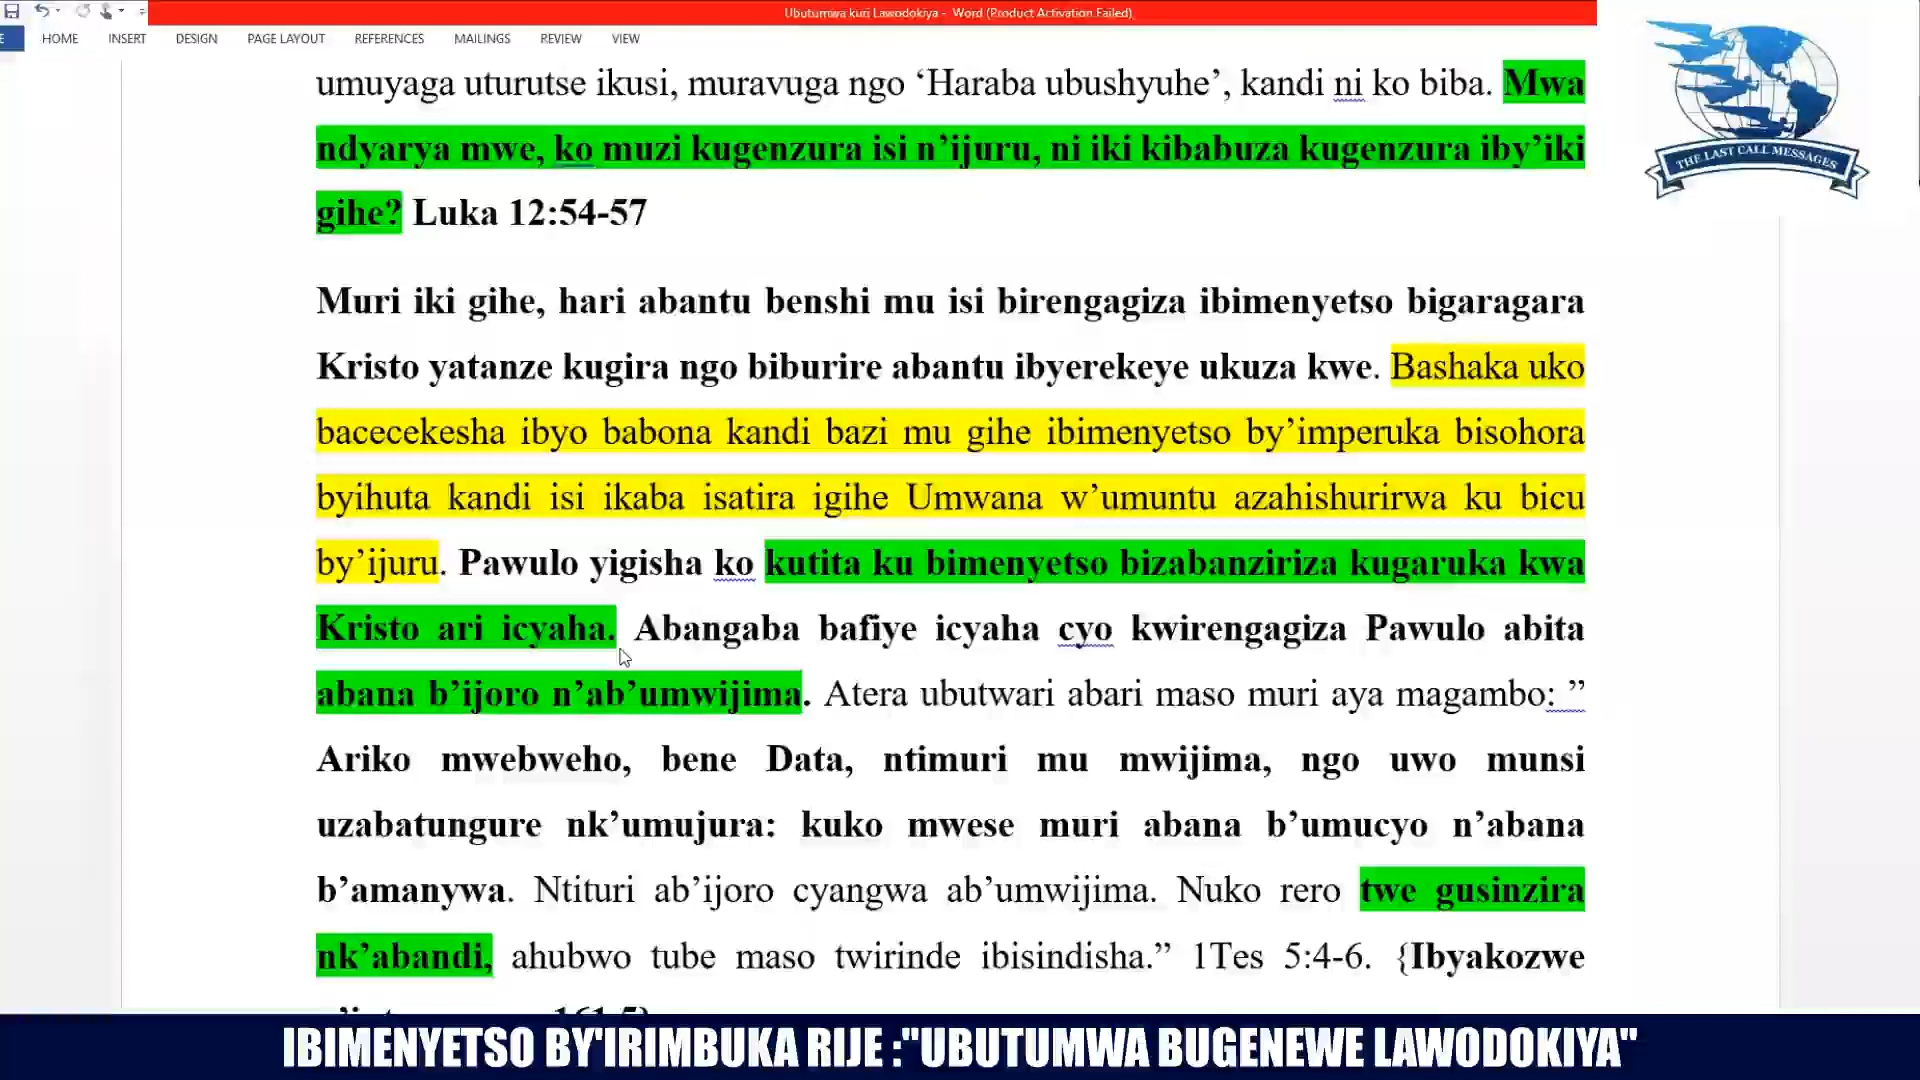 Ubutumwa kuri Lawodokiya - Word (Product Activation Failed)
HOME INSERT DESIGN PAGE LAYOUT REFERENCES MAILINGS REVIEW VIEW
THE LAST CALL MESSAGES
umuyaga uturutse ikusi, muravuga ngo ‘Haraba ubushyuhe’, kandi ni ko biba. Mwa
ndyarya mwe, ko muzi kugenzura isi n’ijuru, ni iki kibabuza kugenzura iby’iki
gihe? Luka 12:54-57
Muri iki gihe, hari abantu benshi mu isi birengagiza ibimenyetso bigaragara
Kristo yatanze kugira ngo biburire abantu ibyerekeye ukuza kwe. Bashaka uko
bacecekesha ibyo babona kandi bazi mu gihe ibimenyetso by’imperuka bisohora
byihuta kandi isi ikaba isatira igihe Umwana w’umuntu azahishurirwa ku bicu
by’ijuru. Pawulo yigisha ko kutita ku bimenyetso bizabanziriza kugaruka kwa
Kristo ari icyaha. Abangaba bafiye icyaha cyo kwirengagiza Pawulo abita
abana b’ijoro n’ab’umwijima. Atera ubutwari abari maso muri aya magambo: ”
Ariko mwebweho, bene Data, ntimuri mu mwijima, ngo uwo munsi
uzabatungure nk’umujura: kuko mwese muri abana b’umucyo n’abana
b’amanywa. Ntituri ab’ijoro cyangwa ab’umwijima. Nuko rero twe gusinzira
nk’abandi, ahubwo tube maso twirinde ibisindisha.” 1Tes 5:4-6. {Ibyakozwe
IBIMENYETSO BY'IRIMBUKA RIJE :"UBUTUMWA BUGENEWE LAWODOKIYA"